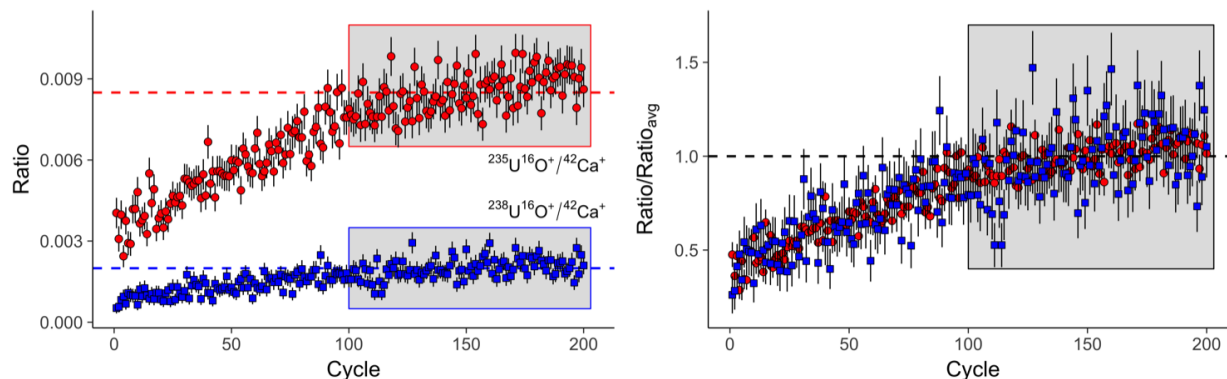 Ratio
0.009
0.006
0.003
0.000
²³⁵U¹⁶O⁺/⁴²Ca⁺
²³⁸U¹⁶O⁺/⁴²Ca⁺
0
50
100
150
200
Cycle
Ratio/Ratioₐᵥg
1.5
1.0
0.5
0
50
100
150
200
Cycle